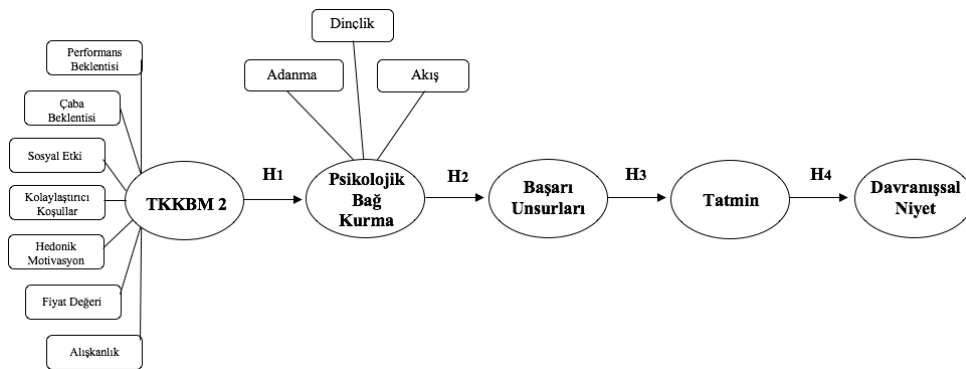 Performans
Beklentisi
Çaba
Beklentisi
Sosyal Etki
Kolaylaştırıcı
Koşullar
Hedonik
Motivasyon
Fiyat Değeri
Alışkanlık
TKKBM 2
H1
Adanma
Dinçlik
Akış
Psikolojik
Bağ
Kurma
H2
Başarı
Unsurları
H3
Tatmin
H4
Davranışsal
Niyet